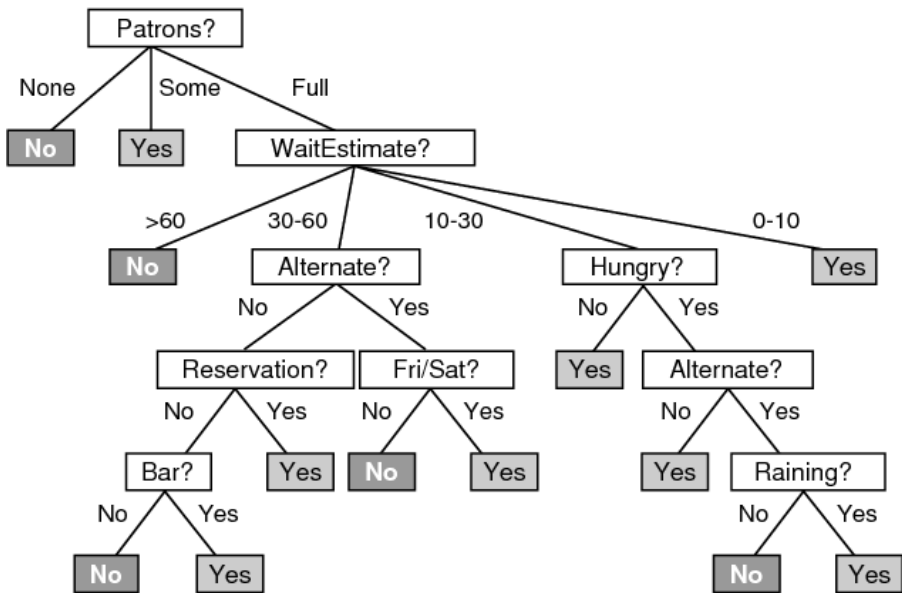 Patrons?
None Some Full
No Yes WaitEstimate?
>60 30-60 10-30 0-10
No Alternate? Hungry? Yes
No Yes No Yes
Reservation? Fri/Sat? Yes Alternate?
No Yes No Yes No Yes
Bar? Yes No Yes Yes Raining?
No Yes No Yes
No Yes No Yes